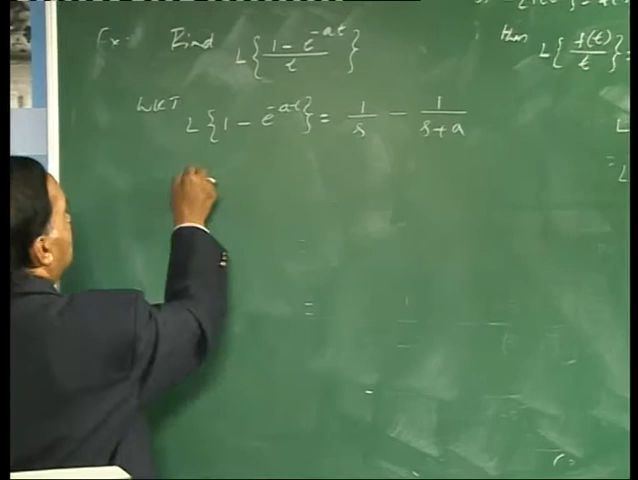 Ex:- Find L{(1 - e^{-at})/t}
then L{f(t)/t} =
WKT L{1 - e^{-at}} = 1/s - 1/(s+a)
L
= L
=